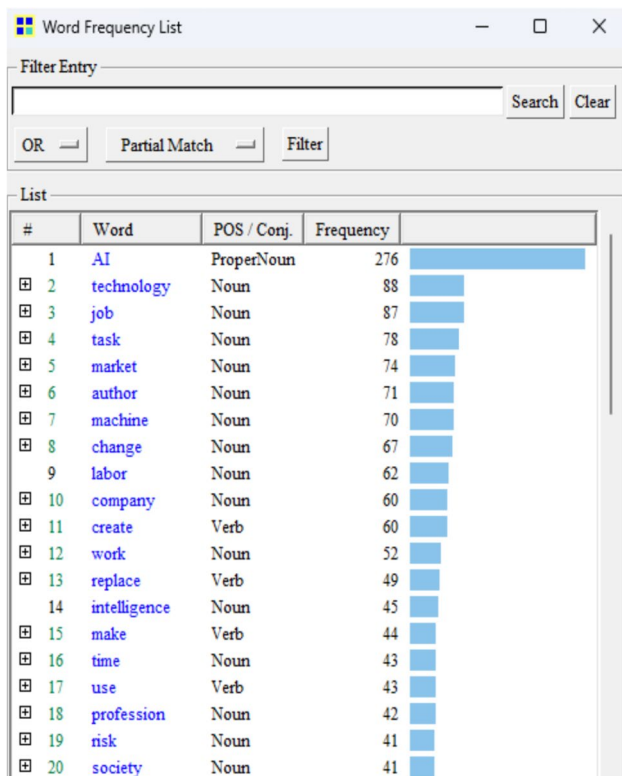 Word Frequency List
Filter Entry
Search Clear
OR Partial Match Filter
List
# Word POS / Conj. Frequency
1 AI ProperNoun 276
2 technology Noun 88
3 job Noun 87
4 task Noun 78
5 market Noun 74
6 author Noun 71
7 machine Noun 70
8 change Noun 67
9 labor Noun 62
10 company Noun 60
11 create Verb 60
12 work Noun 52
13 replace Verb 49
14 intelligence Noun 45
15 make Verb 44
16 time Noun 43
17 use Verb 43
18 profession Noun 42
19 risk Noun 41
20 society Noun 41